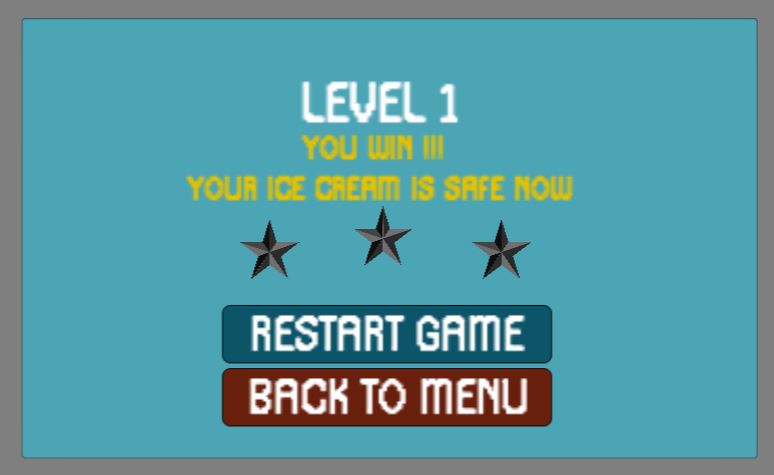 LEVEL 1
YOU WIN !!!
YOUR ICE CREAM IS SAFE NOW
RESTART GAME
BACK TO MENU